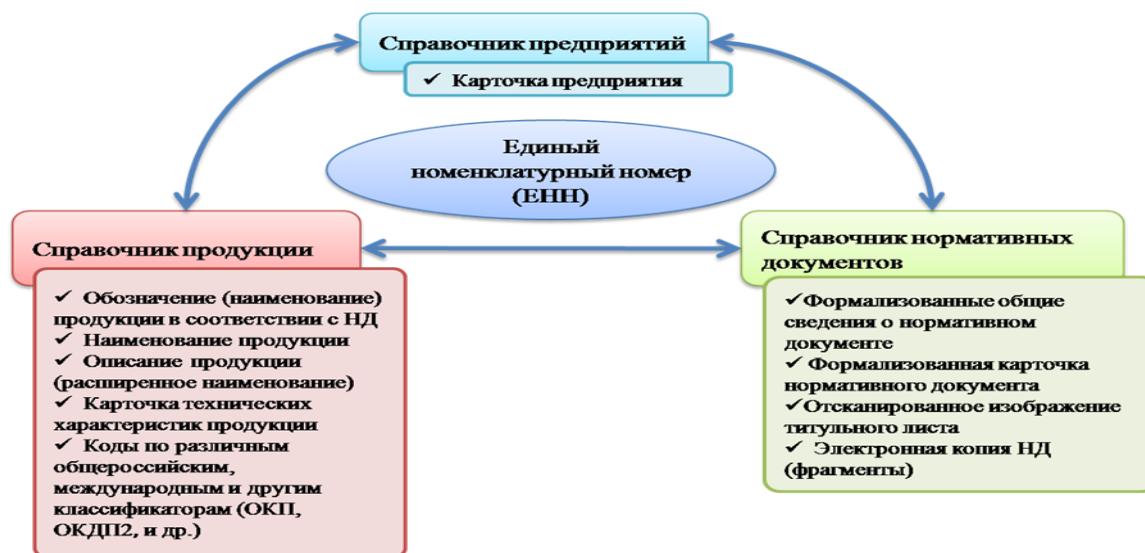 Справочник предприятий
✓ Карточка предприятия
Единый
номенклатурный номер
(ЕНН)
Справочник продукции
✓ Обозначение (наименование)
продукции в соответствии с НД
✓ Наименование продукции
✓ Описание продукции
(расширенное наименование)
✓ Карточка технических
характеристик продукции
✓ Коды по различным
общероссийским,
международным и другим
классификаторам (ОКП,
ОКДП2, и др.)
Справочник нормативных
документов
✓Формализованные общие
сведения о нормативном
документе
✓ Формализованная карточка
нормативного документа
✓Отсканированное изображение
титульного листа
✓ Электронная копия НД
(фрагменты)